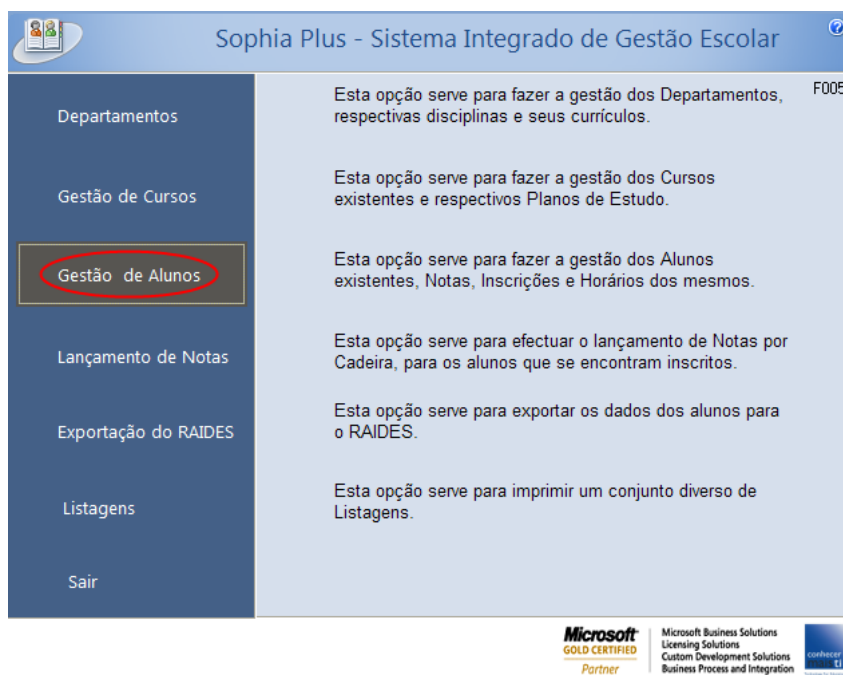 Sophia Plus - Sistema Integrado de Gestão Escolar
F005
Departamentos
Esta opção serve para fazer a gestão dos Departamentos,
respectivas disciplinas e seus currículos.
Gestão de Cursos
Esta opção serve para fazer a gestão dos Cursos
existentes e respectivos Planos de Estudo.
Gestão de Alunos
Esta opção serve para fazer a gestão dos Alunos
existentes, Notas, Inscrições e Horários dos mesmos.
Lançamento de Notas
Esta opção serve para efectuar o lançamento de Notas por
Cadeira, para os alunos que se encontram inscritos.
Exportação do RAIDES
Esta opção serve para exportar os dados dos alunos para
o RAIDES.
Listagens
Esta opção serve para imprimir um conjunto diverso de
Listagens.
Sair
Microsoft
GOLD CERTIFIED
Partner
Microsoft Business Solutions
Licensing Solutions
Custom Development Solutions
Business Process and Integration
conhecer
mais ti